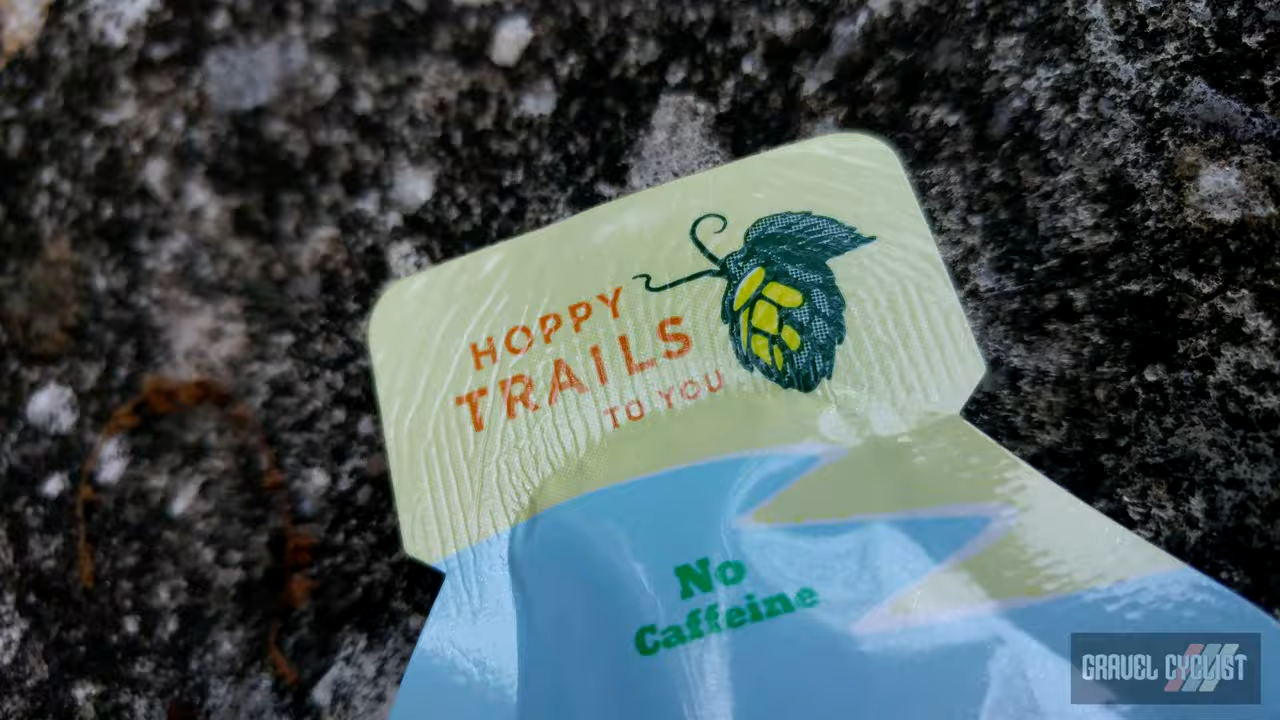 HOPPY
TRAILS
TO YOU
No
Caffeine
GRAVEL CYCLIST